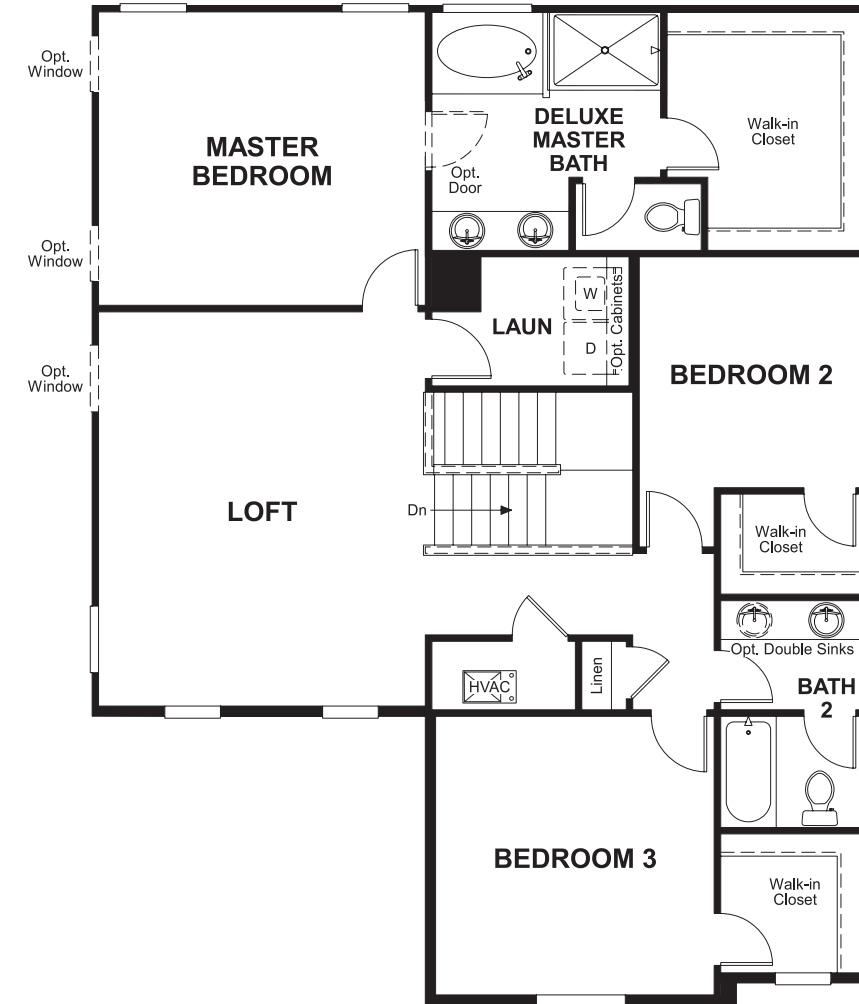 Opt.
Window
MASTER
BEDROOM
Opt.
Window
DELUXE
MASTER
BATH
Opt.
Door
Walk-in
Closet
LAUN
W
D
Opt. Cabinets
Opt.
Window
BEDROOM 2
LOFT
Dn
Walk-in
Closet
Opt. Double Sinks
BATH
2
HVAC
Linen
BEDROOM 3
Walk-in
Closet